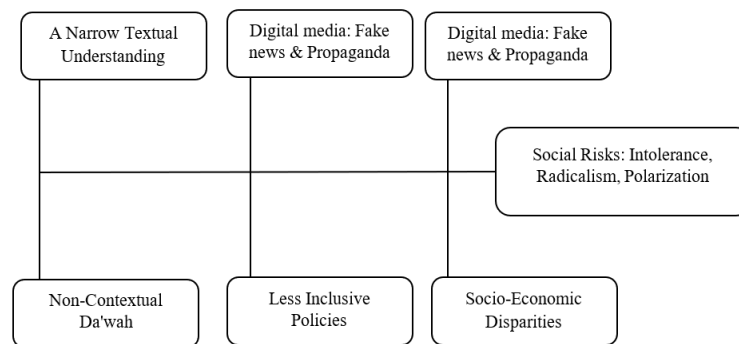 A Narrow Textual
Understanding
Digital media: Fake
news & Propaganda
Digital media: Fake
news & Propaganda
Social Risks: Intolerance,
Radicalism, Polarization
Non-Contextual
Da'wah
Less Inclusive
Policies
Socio-Economic
Disparities